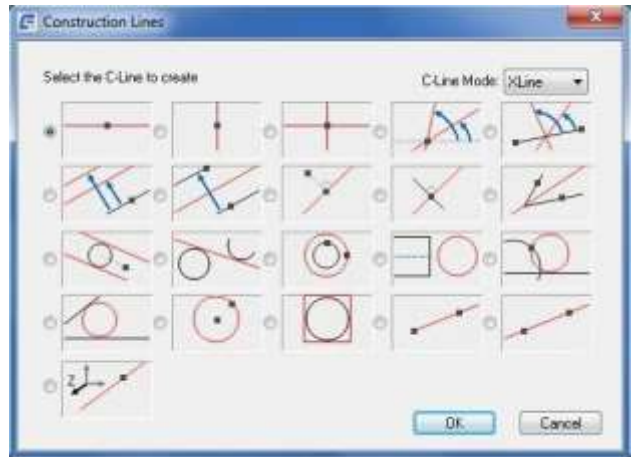 Construction Lines
Select the C-Line to create
C-Line Mode: XLine
Z
OK
Cancel